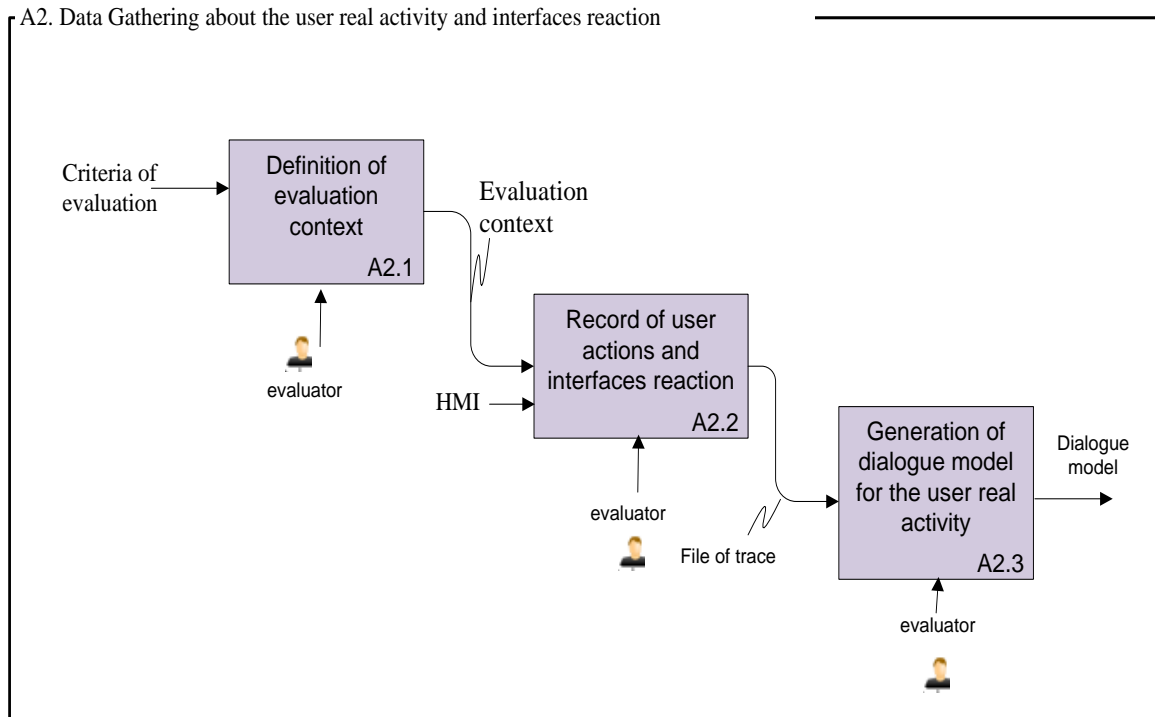 A2. Data Gathering about the user real activity and interfaces reaction
Criteria of
evaluation
Definition of
evaluation
context
A2.1
evaluator
Evaluation
context
HMI
Record of user
actions and
interfaces reaction
A2.2
evaluator
File of trace
Generation of
dialogue model
for the user real
activity
A2.3
evaluator
Dialogue
model